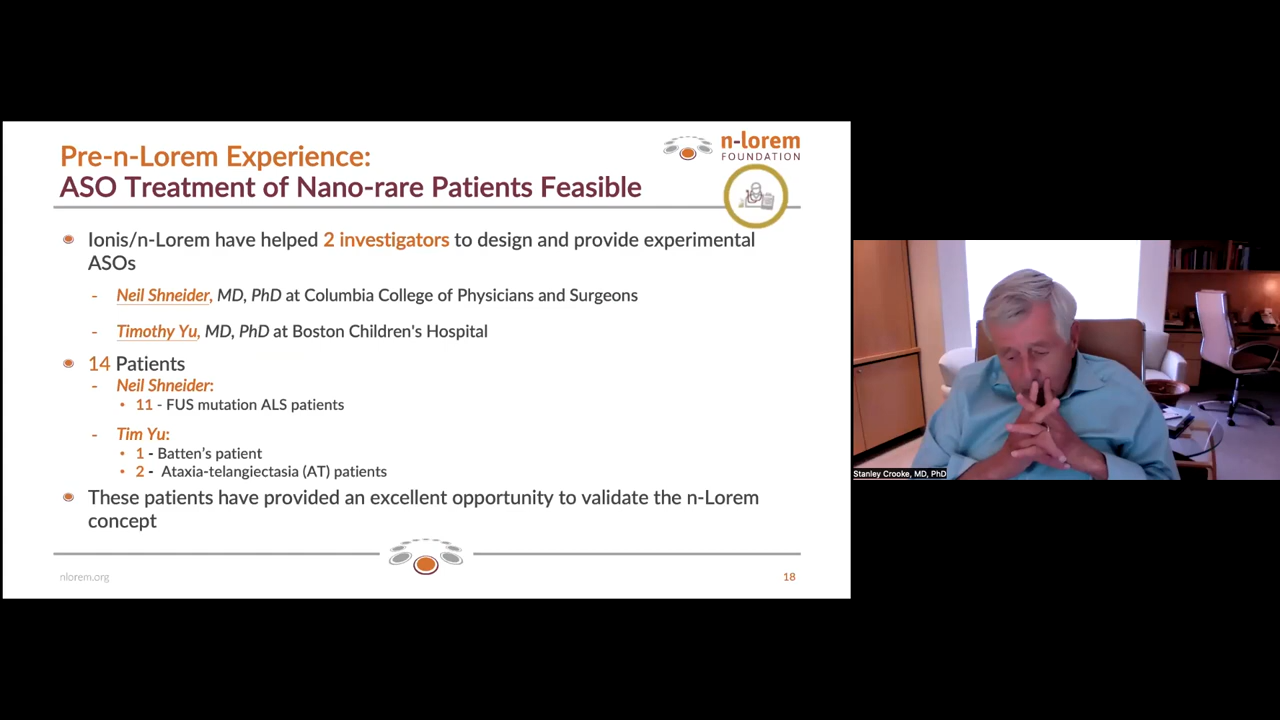 Pre-n-Lorem Experience:
ASO Treatment of Nano-rare Patients Feasible
n-lorem
FOUNDATION
Ionis/n-Lorem have helped 2 investigators to design and provide experimental
ASOs
- Neil Shneider, MD, PhD at Columbia College of Physicians and Surgeons
- Timothy Yu, MD, PhD at Boston Children's Hospital
14 Patients
- Neil Shneider:
• 11 - FUS mutation ALS patients
- Tim Yu:
• 1 - Batten's patient
• 2 - Ataxia-telangiectasia (AT) patients
These patients have provided an excellent opportunity to validate the n-Lorem
concept
nlorem.org
18
Stanley Crooke, MD, PhD